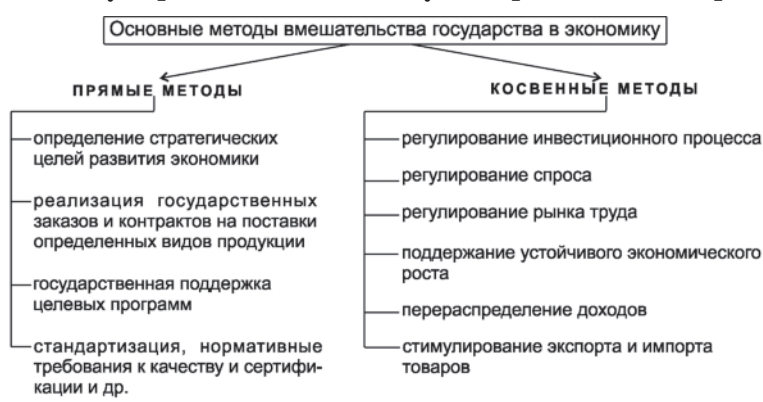 Основные методы вмешательства государства в экономику
ПРЯМЫЕ МЕТОДЫ
определение стратегических
целей развития экономики
реализация государственных
заказов и контрактов на поставки
определенных видов продукции
государственная поддержка
целевых программ
стандартизация, нормативные
требования к качеству и сертифи-
кации и др.
КОСВЕННЫЕ МЕТОДЫ
регулирование инвестиционного процесса
регулирование спроса
регулирование рынка труда
поддержание устойчивого экономического
роста
перераспределение доходов
стимулирование экспорта и импорта
товаров